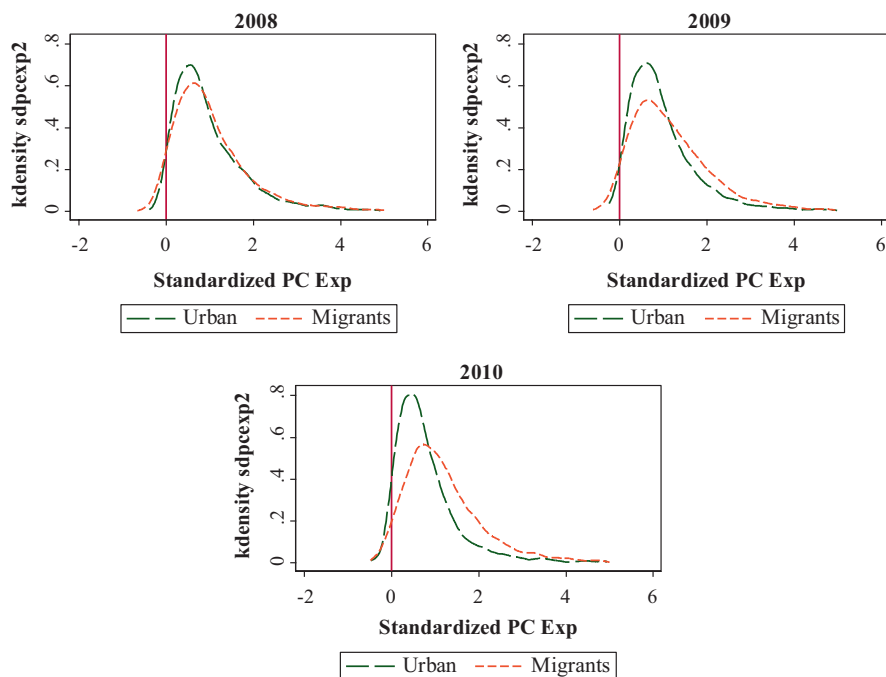 2008
kdensity sdpcexp2
.8
.6
.4
.2
0
-2 0 2 4 6
Standardized PC Exp
Urban Migrants
2009
kdensity sdpcexp2
.8
.6
.4
.2
0
-2 0 2 4 6
Standardized PC Exp
Urban Migrants
2010
kdensity sdpcexp2
.8
.6
.4
.2
0
-2 0 2 4 6
Standardized PC Exp
Urban Migrants